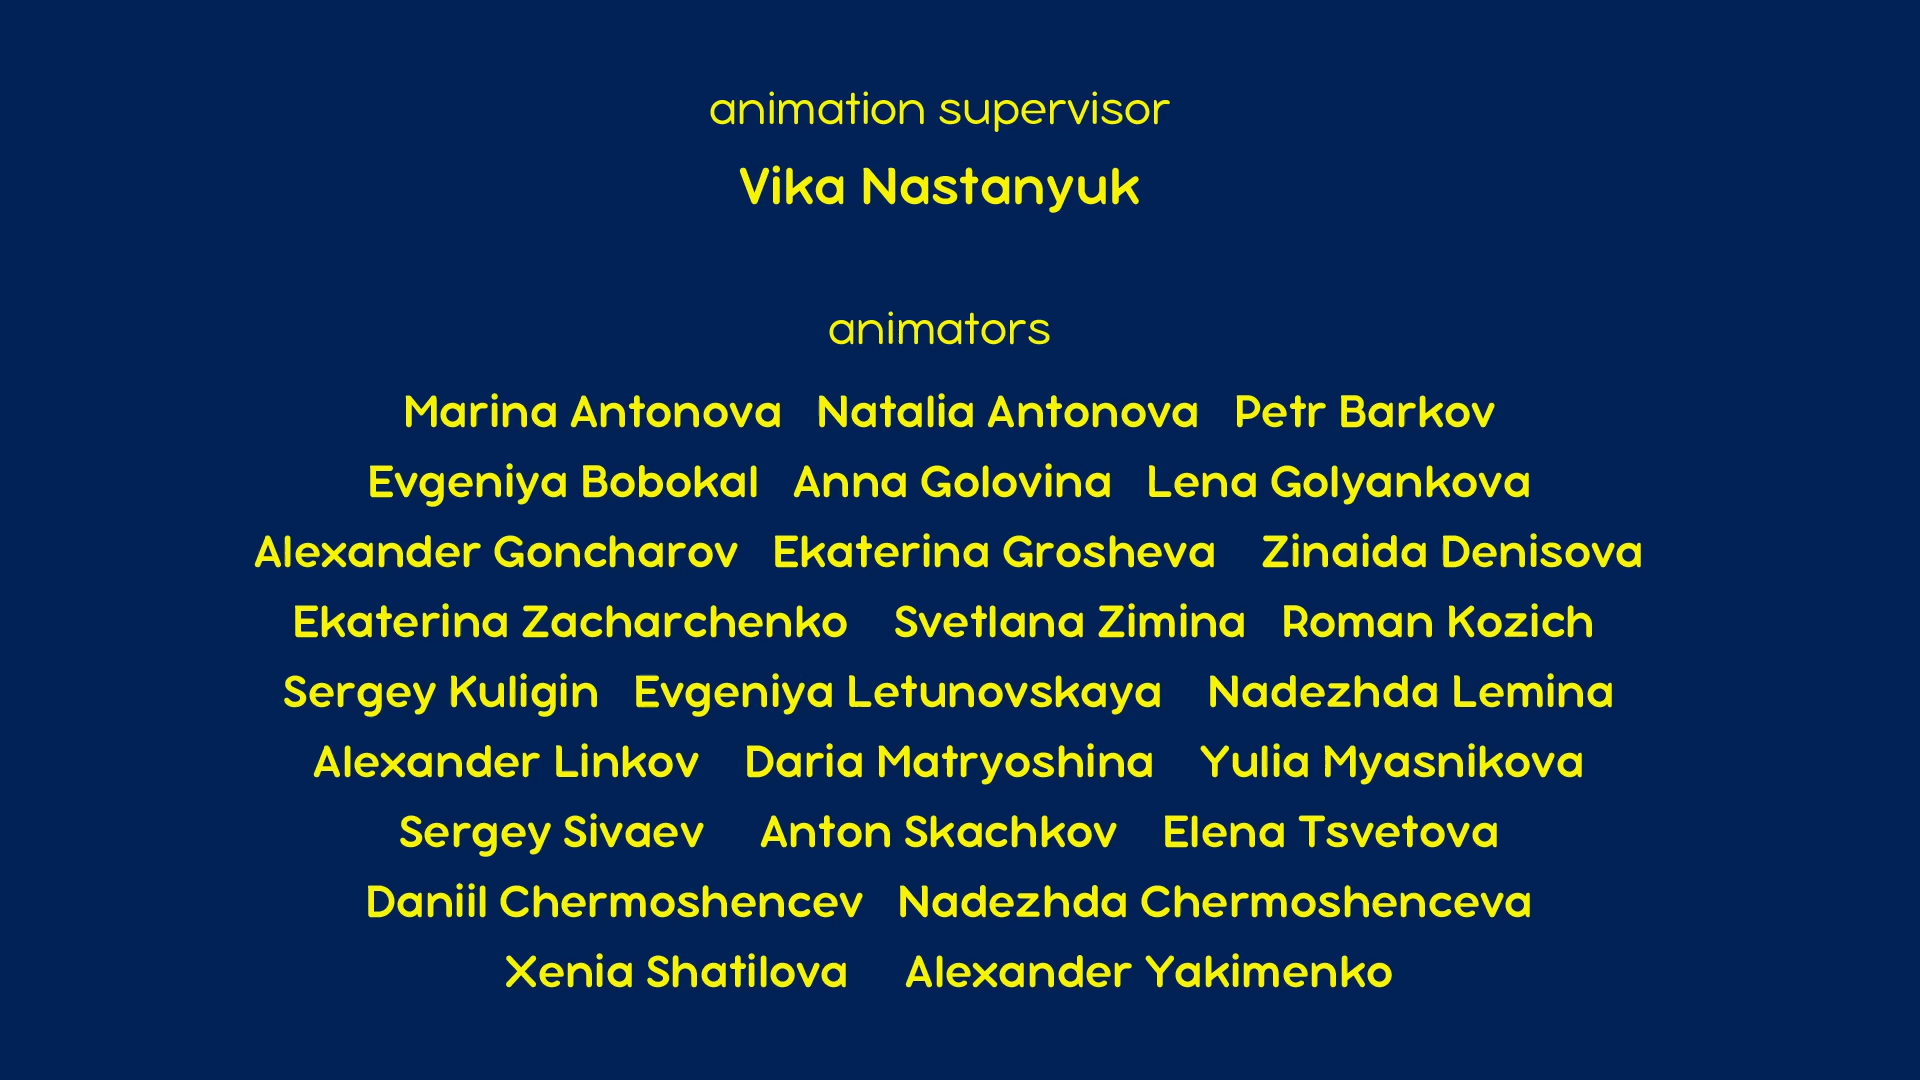 animation supervisor
Vika Nastanyuk
animators
Marina Antonova Natalia Antonova Petr Barkov
Evgeniya Bobokal Anna Golovina Lena Golyankova
Alexander Goncharov Ekaterina Grosheva Zinaida Denisova
Ekaterina Zacharchenko Svetlana Zimina Roman Kozich
Sergey Kuligin Evgeniya Letunovskaya Nadezhda Lemina
Alexander Linkov Daria Matryoshina Yulia Myasnikova
Sergey Sivaev Anton Skachkov Elena Tsvetova
Daniil Chermoshencev Nadezhda Chermoshenceva
Xenia Shatilova Alexander Yakimenko